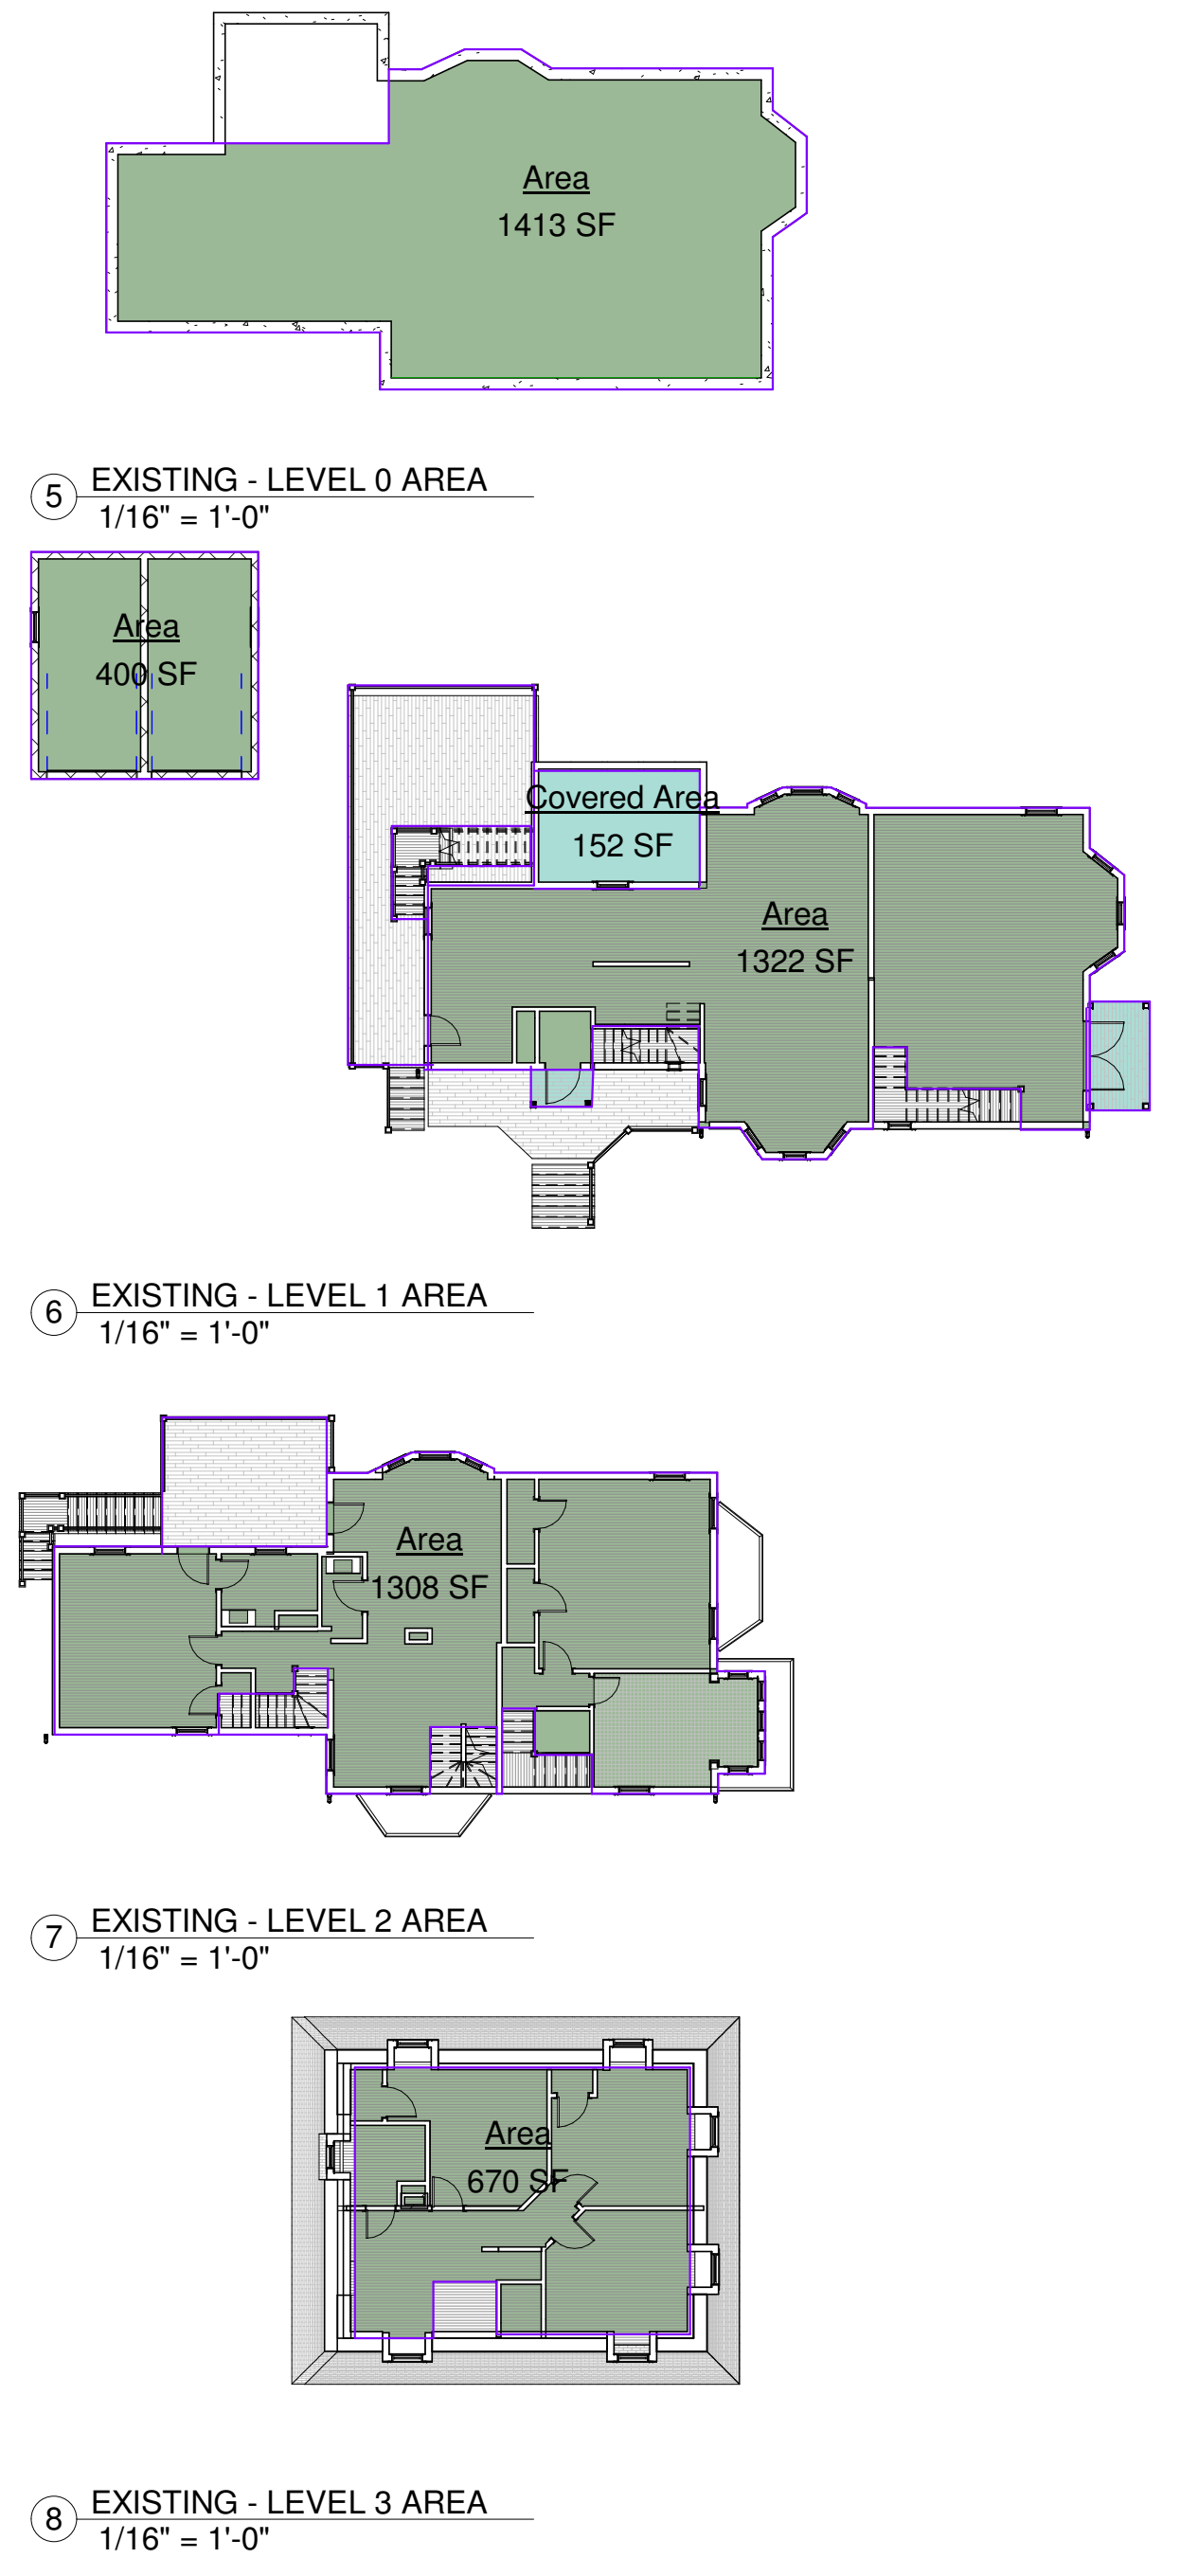 Area
1413 SF
5 EXISTING - LEVEL 0 AREA
1/16" = 1'-0"
Area
400 SF
Covered Area
152 SF
Area
1322 SF
6 EXISTING - LEVEL 1 AREA
1/16" = 1'-0"
Area
1308 SF
7 EXISTING - LEVEL 2 AREA
1/16" = 1'-0"
Area
670 SF
8 EXISTING - LEVEL 3 AREA
1/16" = 1'-0"